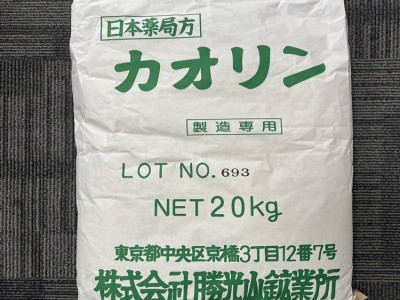 日本薬局方
カオリン
製造専用
LOT NO. 693
NET 20kg
東京都中央区京橋3丁目12番7号
株式会社勝光山鉱業所